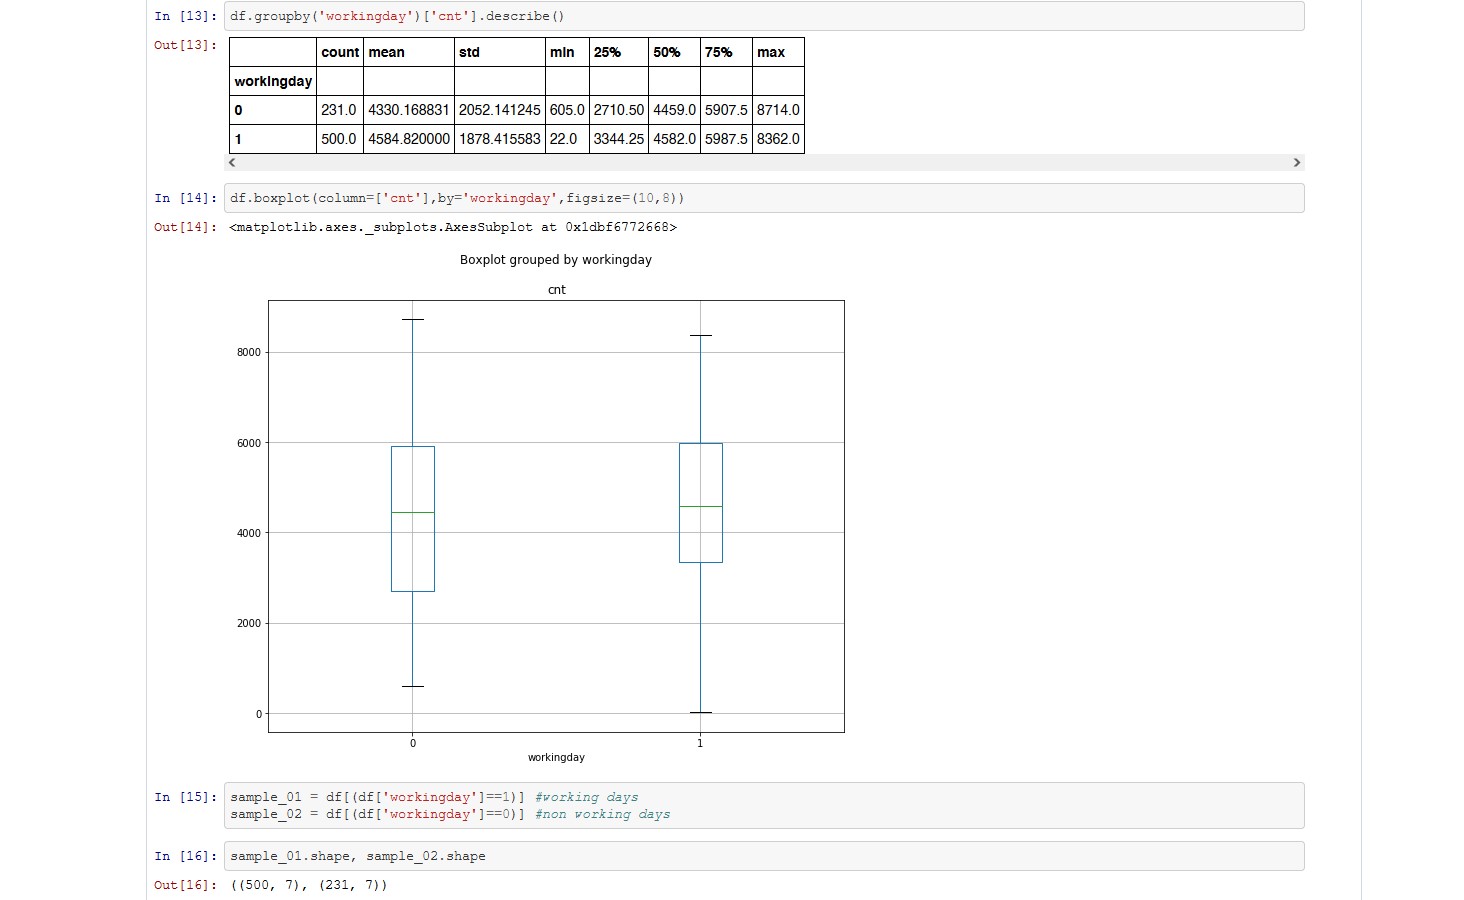 In [13]: df.groupby('workingday')['cnt'].describe()
Out[13]:
count mean std min 25% 50% 75% max
workingday
0 231.0 4330.168831 2052.141245 605.0 2710.50 4459.0 5907.5 8714.0
1 500.0 4584.820000 1878.415583 22.0 3344.25 4582.0 5987.5 8362.0
In [14]: df.boxplot(column=['cnt'],by='workingday',figsize=(10,8))
Out[14]: <matplotlib.axes._subplots.AxesSubplot at 0x1dbf6772668>
Boxplot grouped by workingday
cnt
8000
6000
4000
2000
0
0 1
workingday
In [15]: sample_01 = df[(df['workingday']==1)] #working days
sample_02 = df[(df['workingday']==0)] #non working days
In [16]: sample_01.shape, sample_02.shape
Out[16]: ((500, 7), (231, 7))